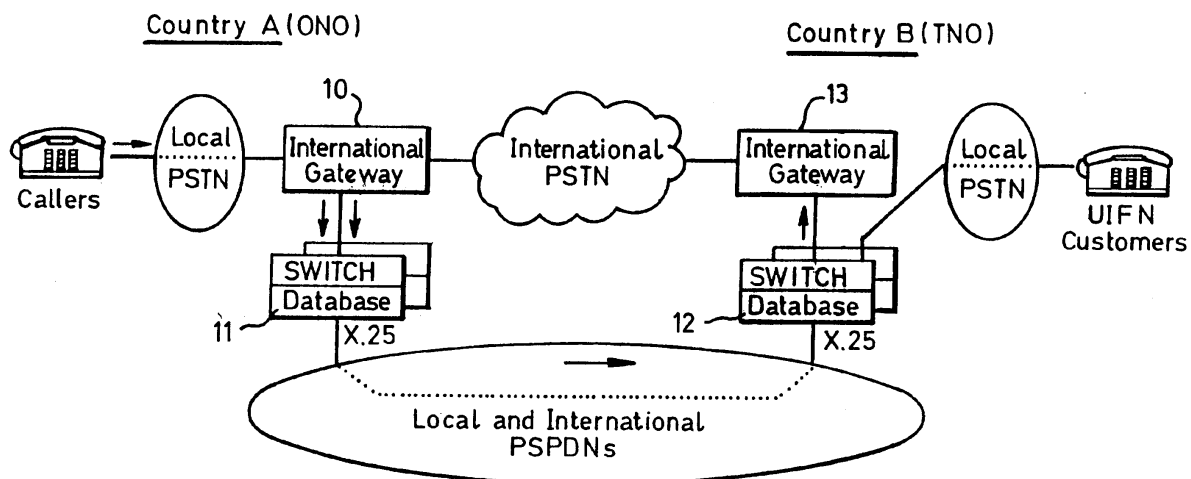 Country A (ONO)
Country B (TNO)
10
13
Local
PSTN
International
Gateway
International
PSTN
International
Gateway
Local
PSTN
Callers
UIFN
Customers
SWITCH
Database
11
X.25
SWITCH
Database
12
X.25
Local and International
PSPDNs